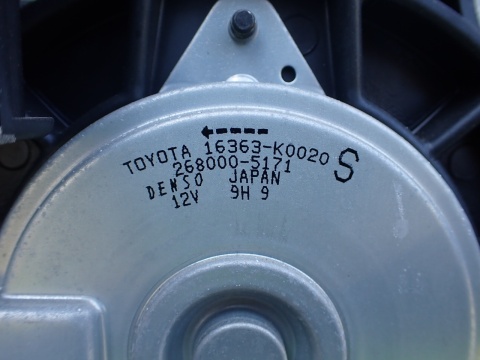 TOYOTA 16363-K0020 S
268000-5171
DENSO JAPAN
12V 9H 9